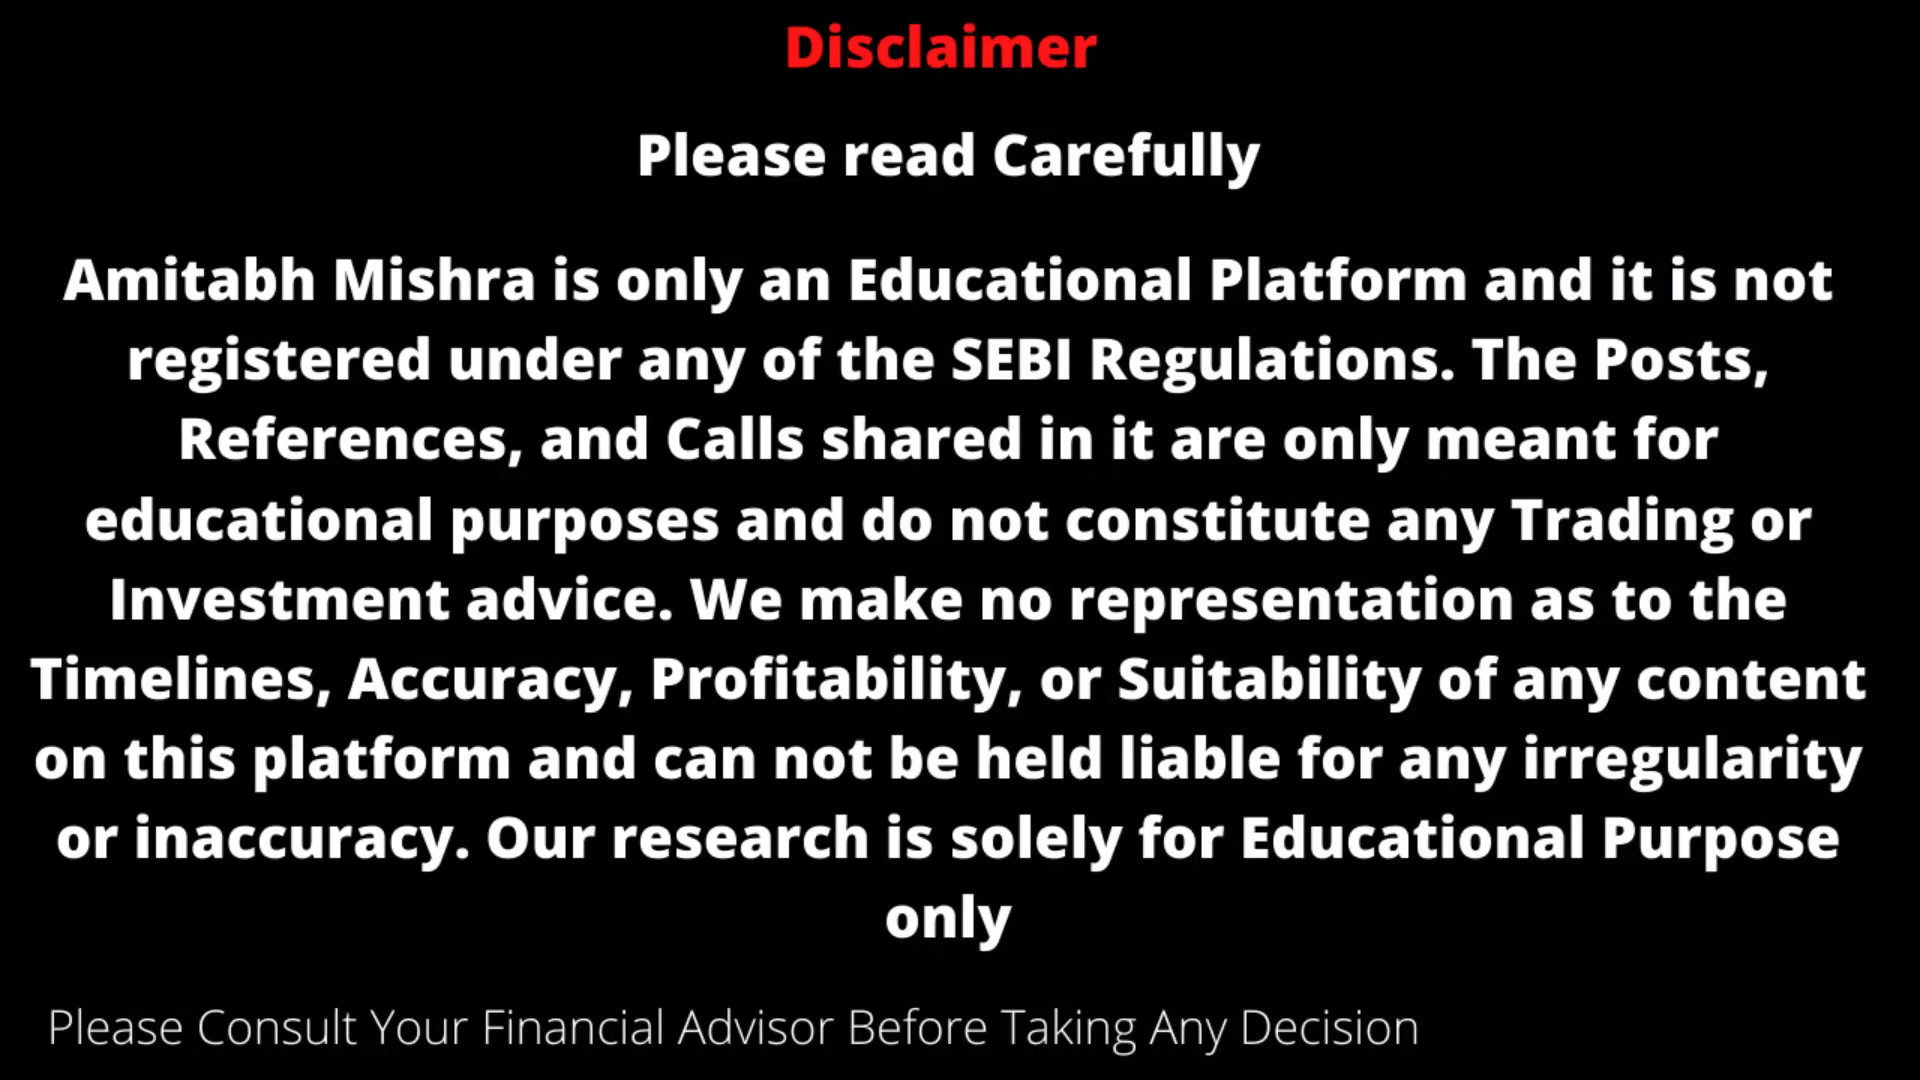 Disclaimer
Please read Carefully
Amitabh Mishra is only an Educational Platform and it is not
registered under any of the SEBI Regulations. The Posts,
References, and Calls shared in it are only meant for
educational purposes and do not constitute any Trading or
Investment advice. We make no representation as to the
Timelines, Accuracy, Profitability, or Suitability of any content
on this platform and can not be held liable for any irregularity
or inaccuracy. Our research is solely for Educational Purpose
only
Please Consult Your Financial Advisor Before Taking Any Decision